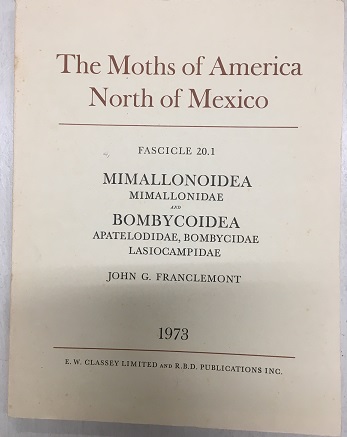 The Moths of America
North of Mexico
FASCICLE 20.1
MIMALLONOIDEA
MIMALLONIDAE
AND
BOMBYCOIDEA
APATELODIDAE, BOMBYCIDAE
LASIOCAMPIDAE
JOHN G. FRANCLEMONT
1973
E. W. CLASSEY LIMITED AND R.B.D. PUBLICATIONS INC.